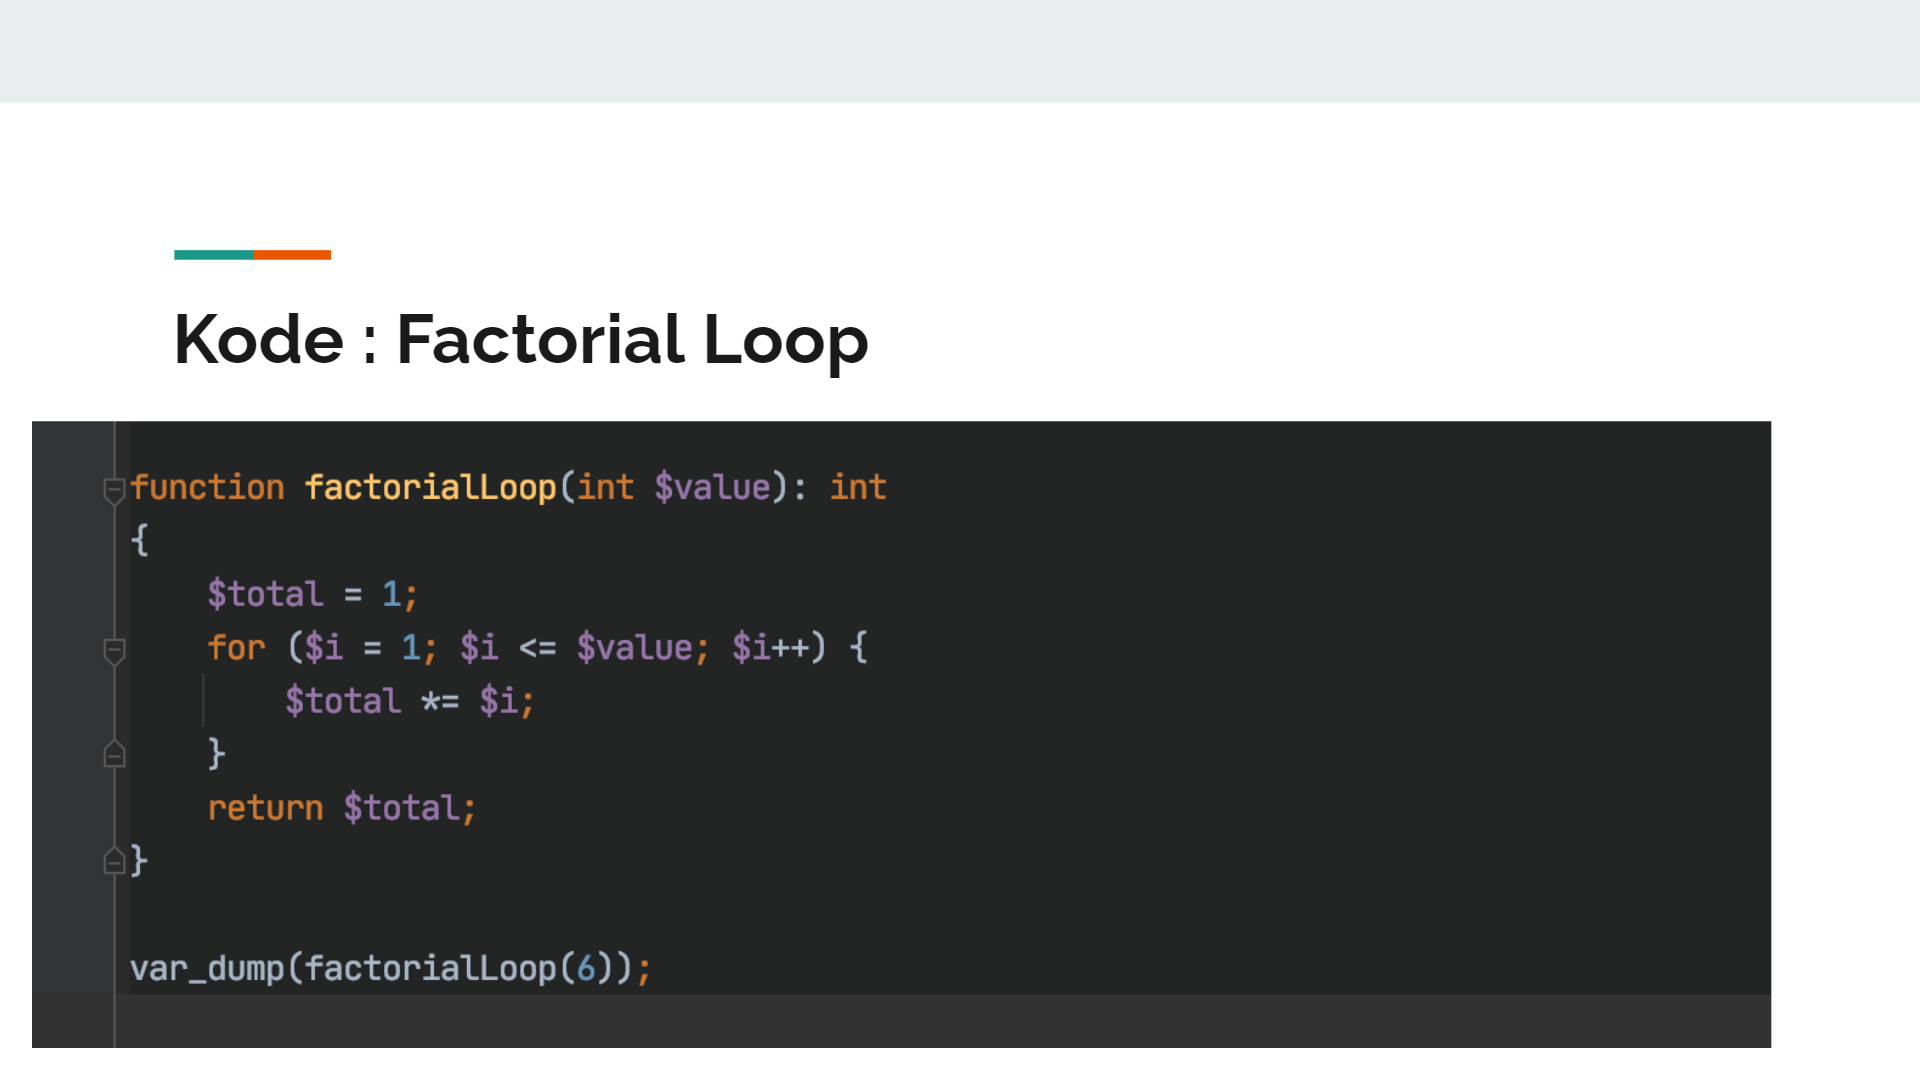 Kode : Factorial Loop
function factorialLoop(int $value): int
{
    $total = 1;
    for ($i = 1; $i <= $value; $i++) {
        $total *= $i;
    }
    return $total;
}
var_dump(factorialLoop(6));